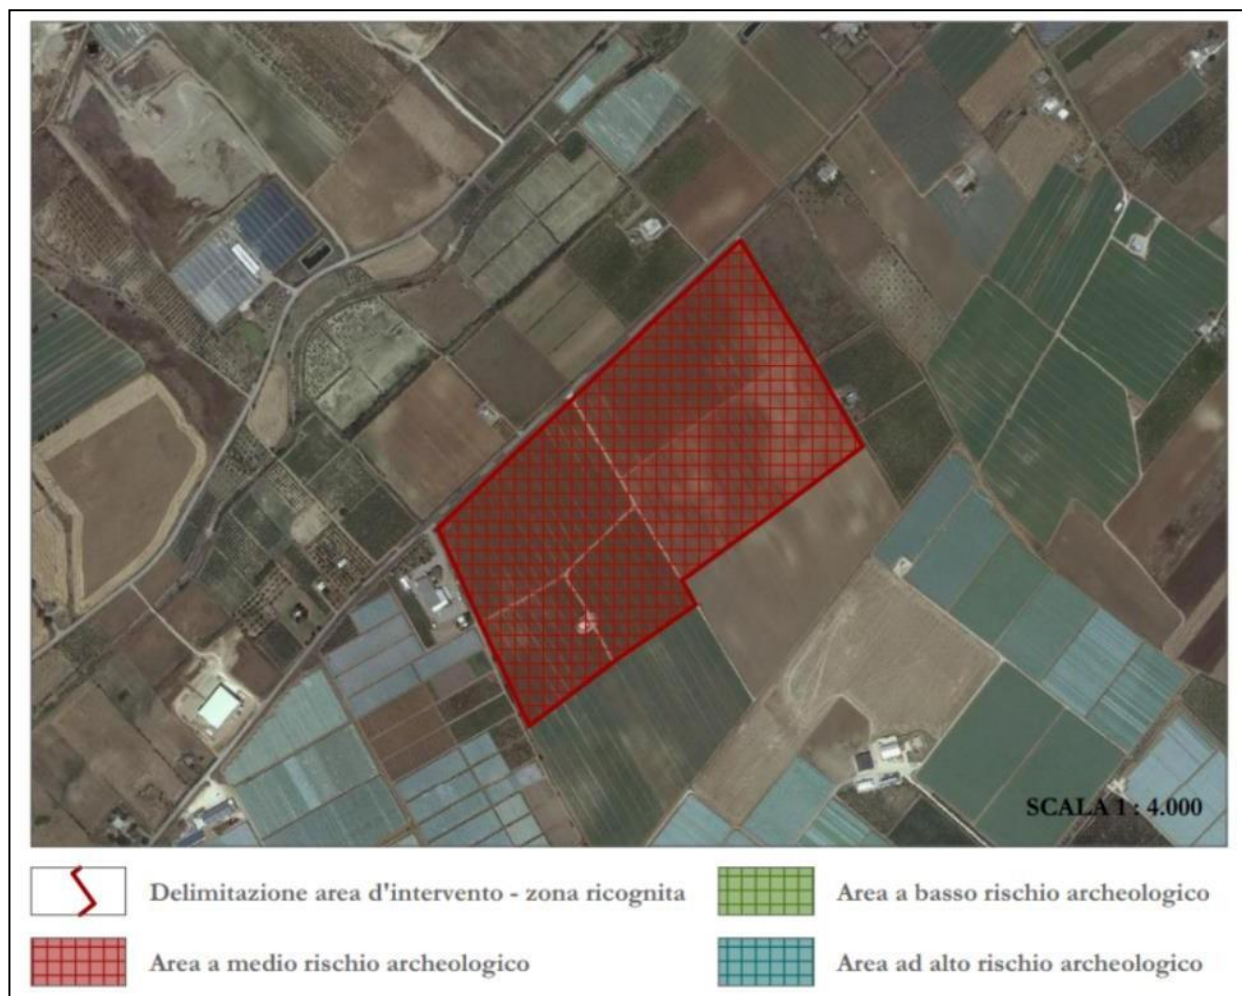 SCALA 1 : 4.000
Delimitazione area d'intervento - zona ricognita
Area a basso rischio archeologico
Area a medio rischio archeologico
Area ad alto rischio archeologico